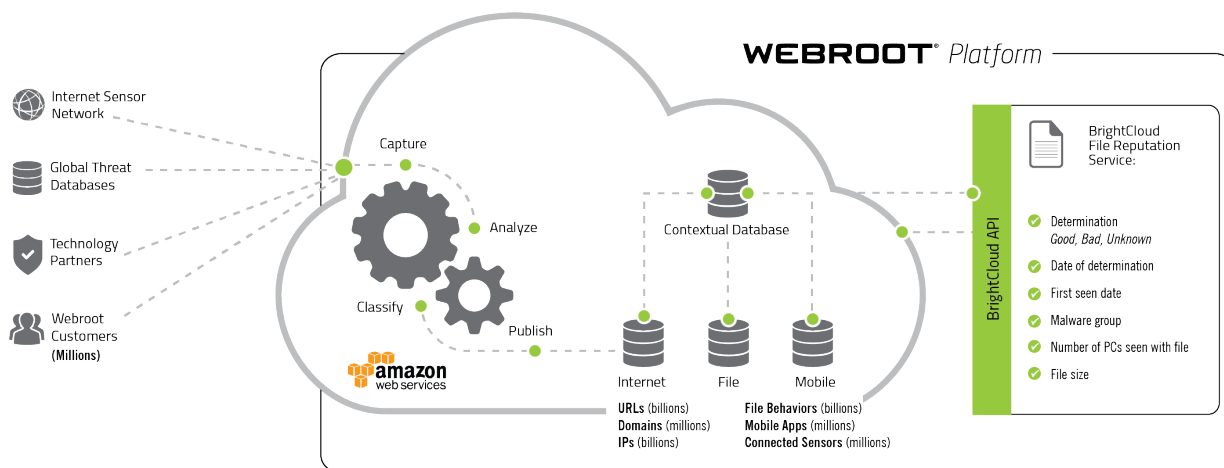 WEBROOT® Platform
Internet Sensor
Network
Global Threat
Databases
Technology
Partners
Webroot
Customers
(Millions)
Capture
Analyze
Classify
Publish
amazon
web services
Contextual Database
Internet
File
Mobile
URLs (billions)
Domains (millions)
IPs (billions)
File Behaviors (billions)
Mobile Apps (millions)
Connected Sensors (millions)
BrightCloud API
BrightCloud
File Reputation
Service:
Determination
Good, Bad, Unknown
Date of determination
First seen date
Malware group
Number of PCs seen with file
File size